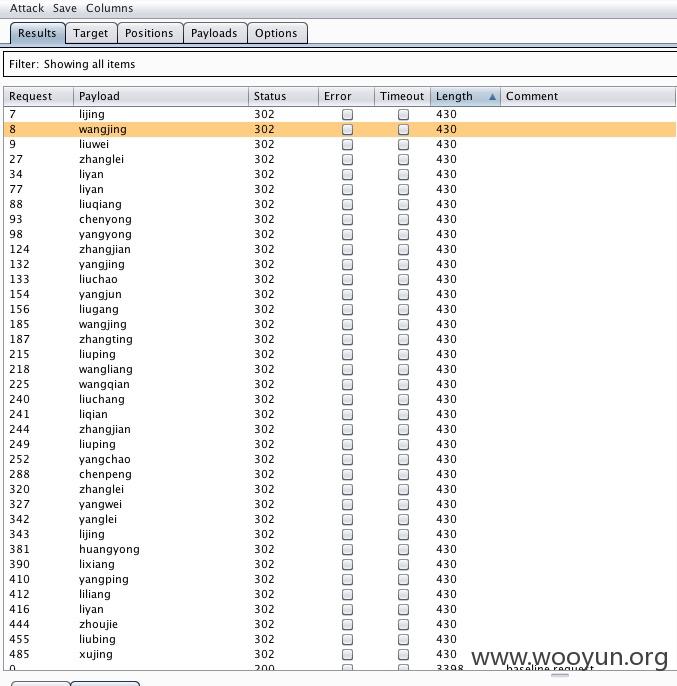 Attack Save Columns
Results Target Positions Payloads Options
Filter: Showing all items
Request Payload Status Error Timeout Length Comment
7 lijing 302 430
8 wangjing 302 430
9 liuwei 302 430
27 zhanglei 302 430
34 liyan 302 430
77 liyan 302 430
88 liuqiang 302 430
93 chenyong 302 430
98 yangyong 302 430
124 zhangjian 302 430
132 yangjing 302 430
133 liuchao 302 430
154 yangjun 302 430
156 liugang 302 430
185 wangjing 302 430
187 zhangting 302 430
215 liuping 302 430
218 wangliang 302 430
225 wangqian 302 430
240 liuchang 302 430
241 liqian 302 430
244 zhangjian 302 430
249 liuping 302 430
252 yangchao 302 430
288 chenpeng 302 430
320 zhanglei 302 430
327 yangwei 302 430
342 yanglei 302 430
343 lijing 302 430
381 huangyong 302 430
390 lixiang 302 430
410 yangping 302 430
412 liliang 302 430
416 liyan 302 430
444 zhoujie 302 430
455 liubing 302 430
485 xujing 302 430
0 200 3398 baseline request
www.wooyun.org